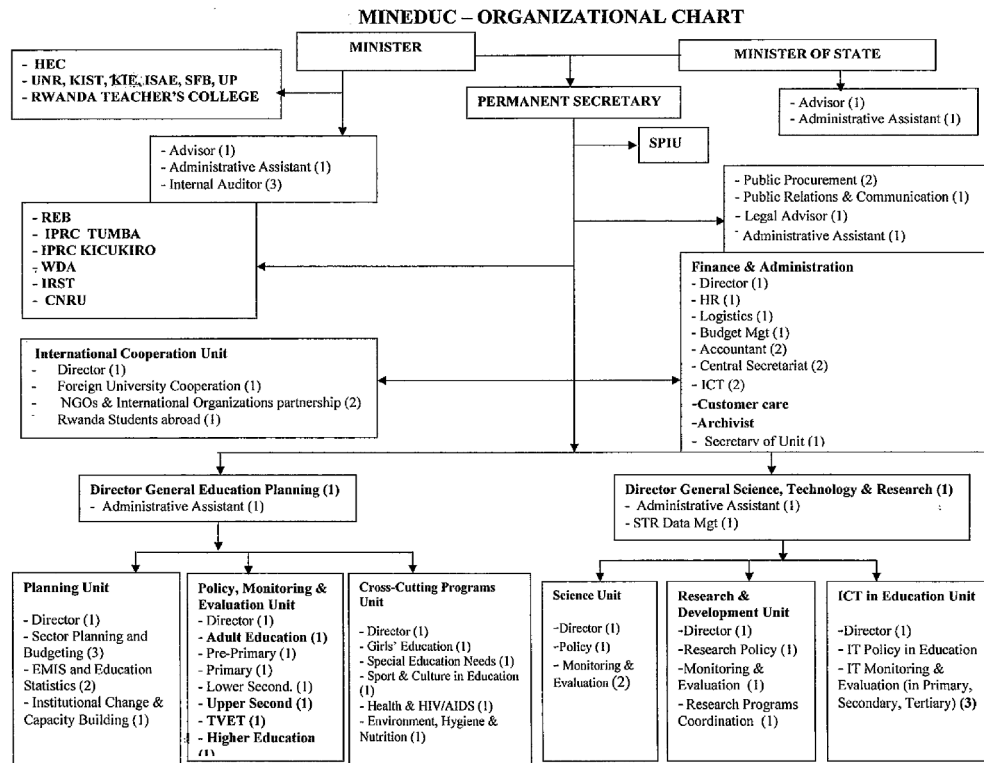 MINEDUC – ORGANIZATIONAL CHART
MINISTER
MINISTER OF STATE
- HEC
- UNR, KIST, KIE, ISAE, SFB, UP
- RWANDA TEACHER'S COLLEGE
PERMANENT SECRETARY
- Advisor (1)
- Administrative Assistant (1)
SPIU
- Advisor (1)
- Administrative Assistant (1)
- Internal Auditor (3)
- Public Procurement (2)
- Public Relations & Communication (1)
- Legal Advisor (1)
Administrative Assistant (1)
- REB
- IPRC TUMBA
- IPRC KICUKIRO
- WDA
- IRST
- CNRU
Finance & Administration
- Director (1)
- HR (1)
- Logistics (1)
- Budget Mgt (1)
- Accountant (2)
- Central Secretariat (2)
- ICT (2)
-Customer care
-Archivist
- Secretary of Unit (1)
International Cooperation Unit
- Director (1)
- Foreign University Cooperation (1)
- NGOs & International Organizations partnership (2)
Rwanda Students abroad (1)
Director General Education Planning (1)
- Administrative Assistant (1)
Director General Science, Technology & Research (1)
- Administrative Assistant (1)
- STR Data Mgt (1)
Planning Unit
- Director (1)
- Sector Planning and
Budgeting (3)
- EMIS and Education
Statistics (2)
- Institutional Change &
Capacity Building (1)
Policy, Monitoring &
Evaluation Unit
- Director (1)
- Adult Education (1)
- Pre-Primary (1)
- Primary (1)
- Lower Second. (1)
- Upper Second (1)
- TVET (1)
- Higher Education
(1)
Cross-Cutting Programs
Unit
- Director (1)
- Girls' Education (1)
- Special Education Needs (1)
- Sport & Culture in Education
(1)
- Health & HIV/AIDS (1)
- Environment, Hygiene &
Nutrition (1)
Science Unit
-Director (1)
-Policy (1)
- Monitoring &
Evaluation (2)
Research &
Development Unit
-Director (1)
-Research Policy (1)
-Monitoring &
Evaluation (1)
-Research Programs
Coordination (1)
ICT in Education Unit
-Director (1)
- IT Policy in Education
- IT Monitoring &
Evaluation (in Primary,
Secondary, Tertiary) (3)